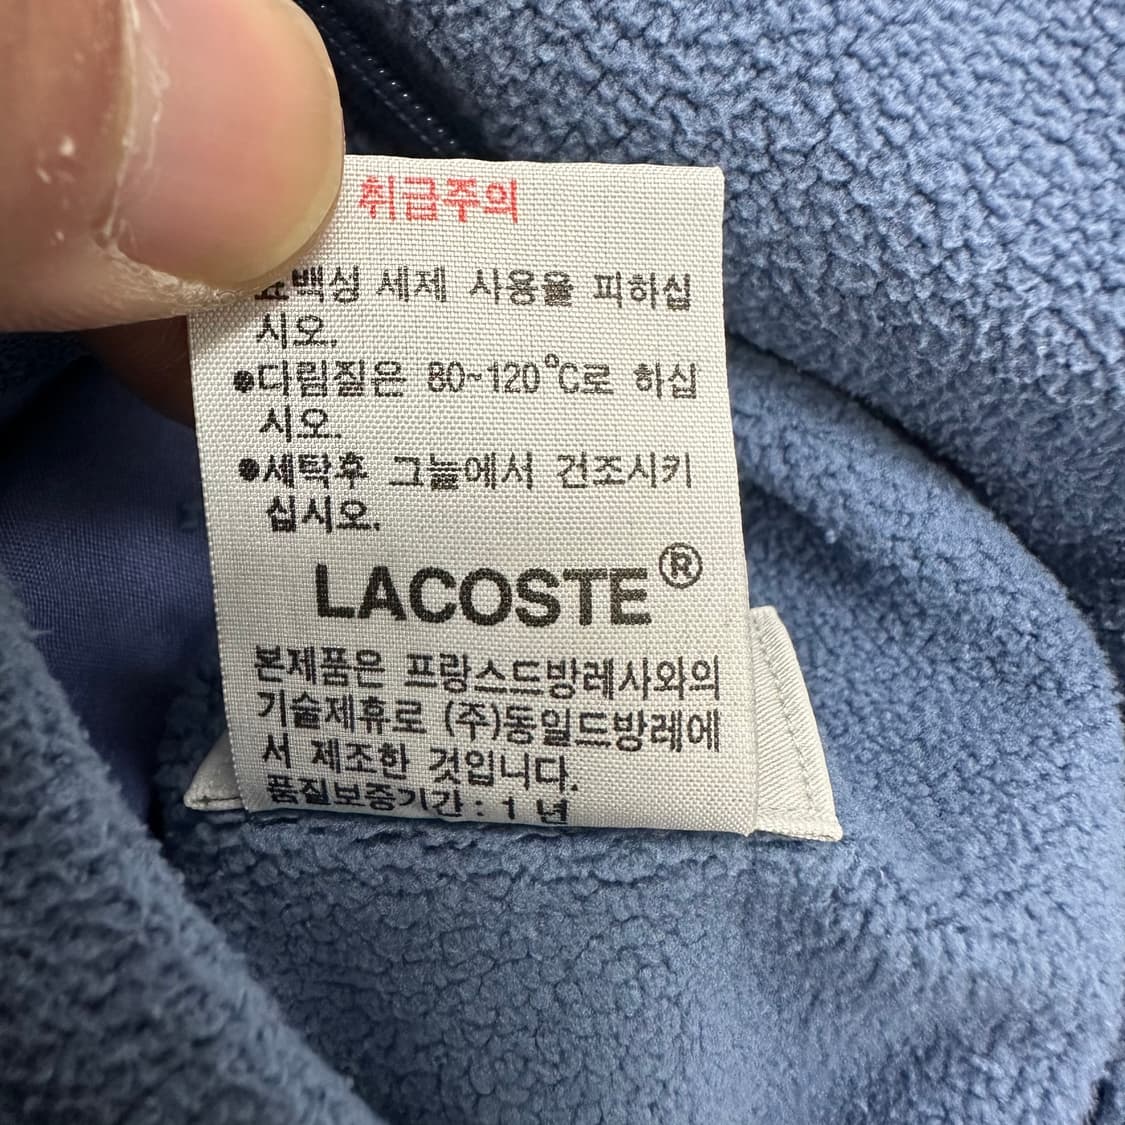 취급주의
표백성 세제 사용을 피하십
시오.
●다림질은 80~120°C로 하십
시오.
●세탁후 그늘에서 건조시키
십시오.
LACOSTE®
본제품은 프랑스드방레사와의
기술제휴로 (주)동일드방레에
서 제조한 것입니다.
품질보증기간 : 1 년